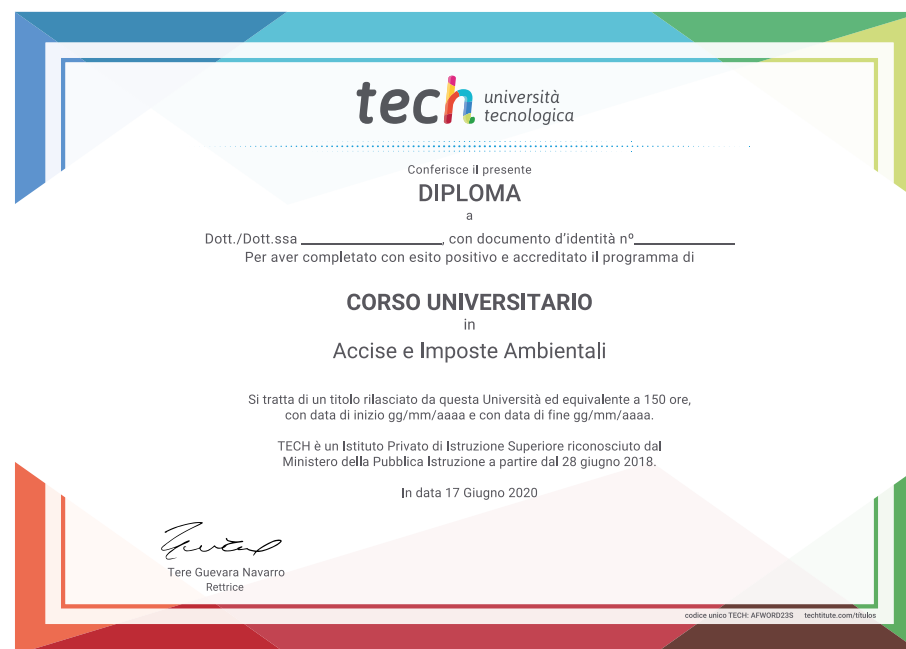 tech università
tecnologica
Conferisce il presente
DIPLOMA
a
Dott./Dott.ssa ____________________, con documento d'identità nº______________
Per aver completato con esito positivo e accreditato il programma di
CORSO UNIVERSITARIO
in
Accise e Imposte Ambientali
Si tratta di un titolo rilasciato da questa Università ed equivalente a 150 ore,
con data di inizio gg/mm/aaaa e con data di fine gg/mm/aaaa.
TECH è un Istituto Privato di Istruzione Superiore riconosciuto dal
Ministero della Pubblica Istruzione a partire dal 28 giugno 2018.
In data 17 Giugno 2020
Tere Guevara Navarro
Rettrice
codice unico TECH: AFWORD23S techtitute.com/títulos